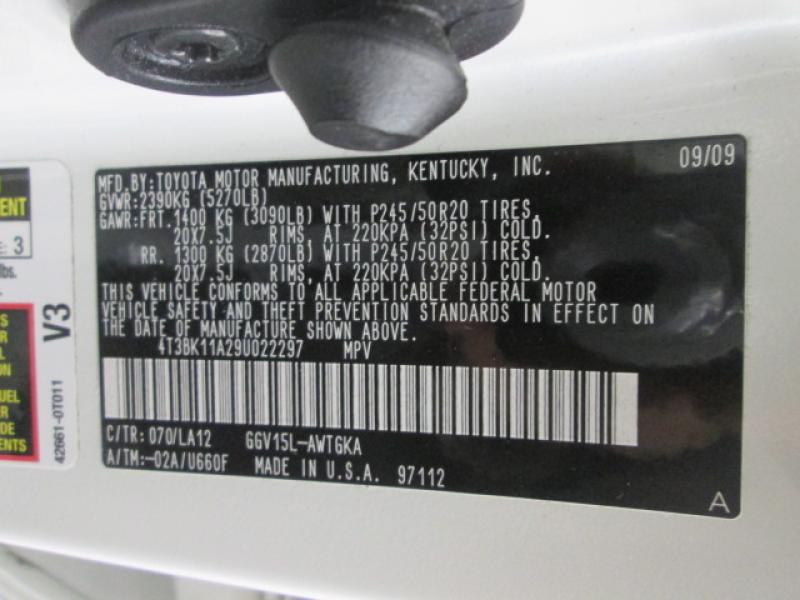 09/09
MFD.BY:TOYOTA MOTOR MANUFACTURING, KENTUCKY, INC.
GVWR:2390KG (5270LB)
GAWR:FRT.1400 KG (3090LB) WITH P245/50R20 TIRES,
20X7.5J RIMS, AT 220KPA (32PSI) COLD.
RR. 1300 KG (2870LB) WITH P245/50R20 TIRES,
20X7.5J RIMS, AT 220KPA (32PSI) COLD.
THIS VEHICLE CONFORMS TO ALL APPLICABLE FEDERAL MOTOR
VEHICLE SAFETY AND THEFT PREVENTION STANDARDS IN EFFECT ON
THE DATE OF MANUFACTURE SHOWN ABOVE.
4T3BK11A29U022297 MPV
C/TR: 070/LA12 GGV15L-AWTGKA
A/TM:-02A/U660F MADE IN U.S.A. 97112
A
3
lbs.
V3
42661-0T011